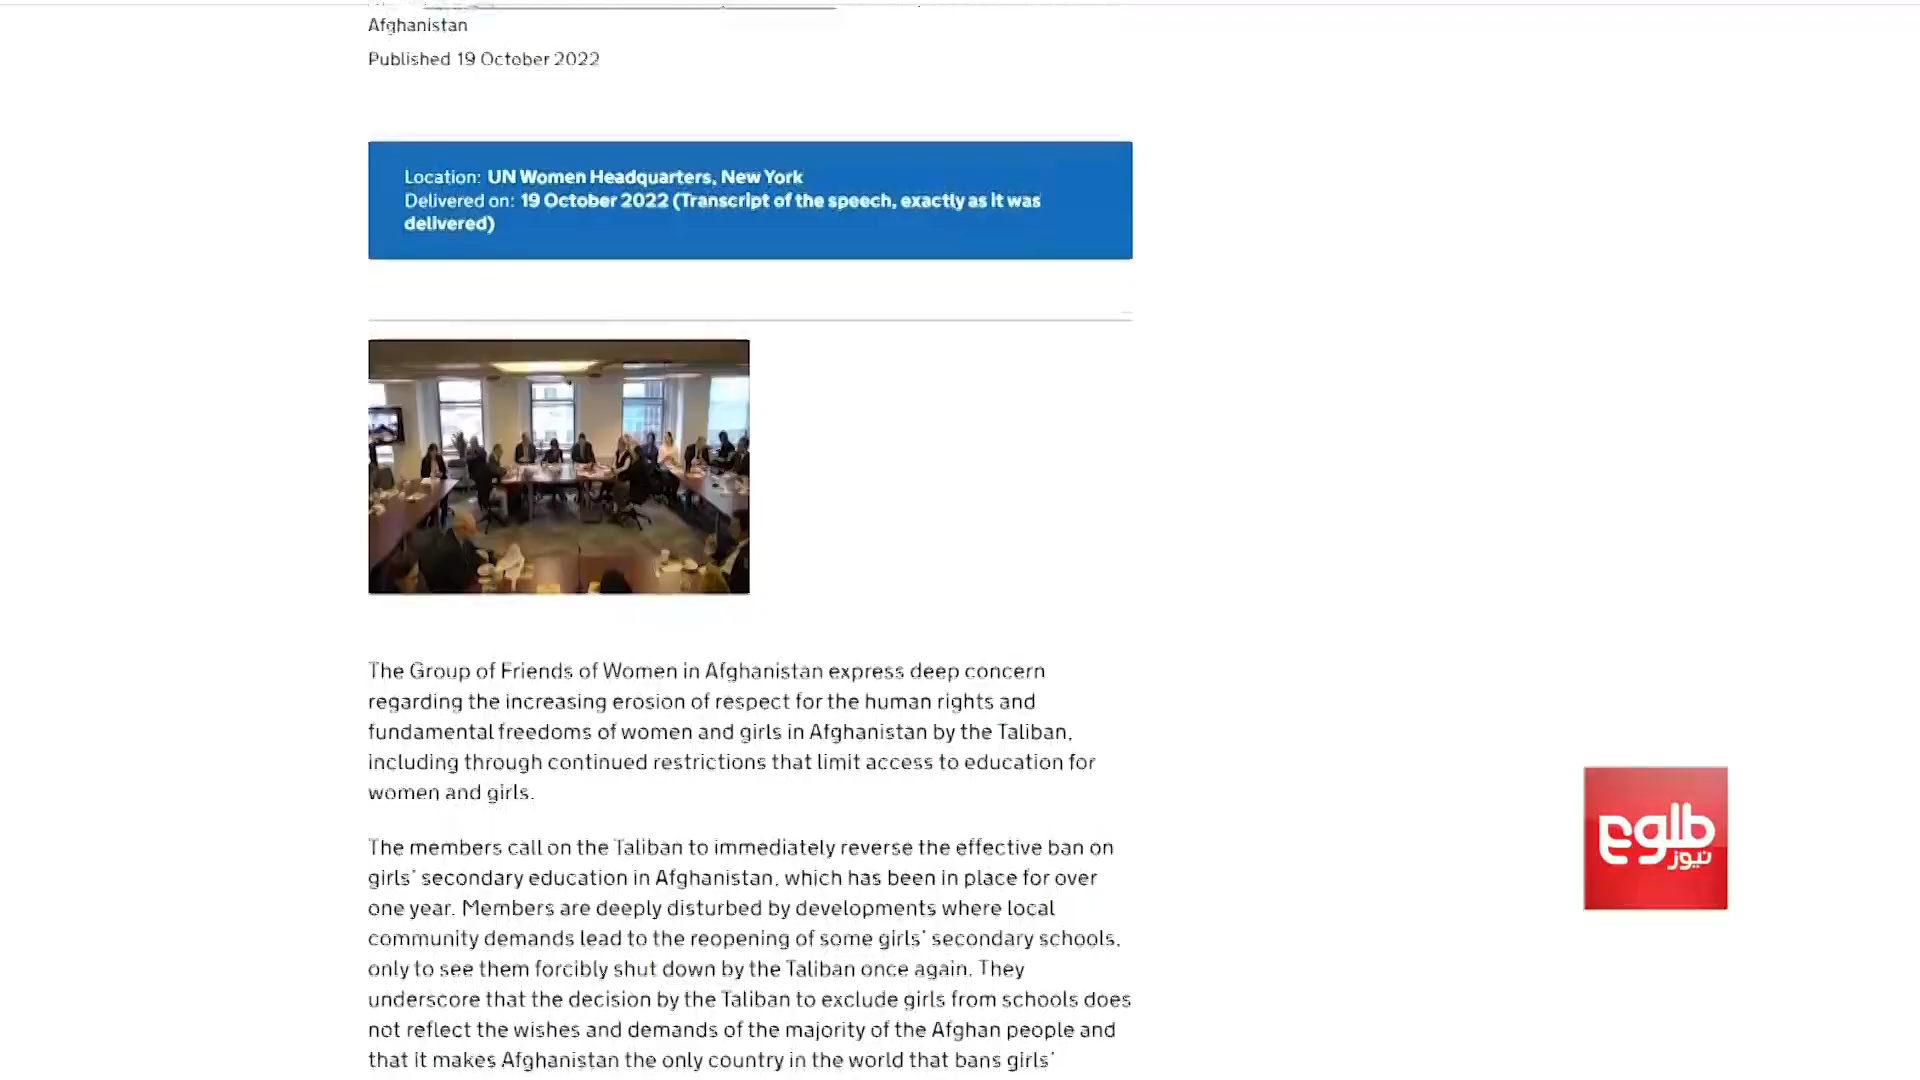 Afghanistan
Published 19 October 2022
Location: UN Women Headquarters, New York
Delivered on: 19 October 2022 (Transcript of the speech, exactly as it was
delivered)
The Group of Friends of Women in Afghanistan express deep concern
regarding the increasing erosion of respect for the human rights and
fundamental freedoms of women and girls in Afghanistan by the Taliban,
including through continued restrictions that limit access to education for
women and girls.
The members call on the Taliban to immediately reverse the effective ban on
girls' secondary education in Afghanistan, which has been in place for over
one year. Members are deeply disturbed by developments where local
community demands lead to the reopening of some girls' secondary schools,
only to see them forcibly shut down by the Taliban once again. They
underscore that the decision by the Taliban to exclude girls from schools does
not reflect the wishes and demands of the majority of the Afghan people and
that it makes Afghanistan the only country in the world that bans girls'
طلوع
نیوز